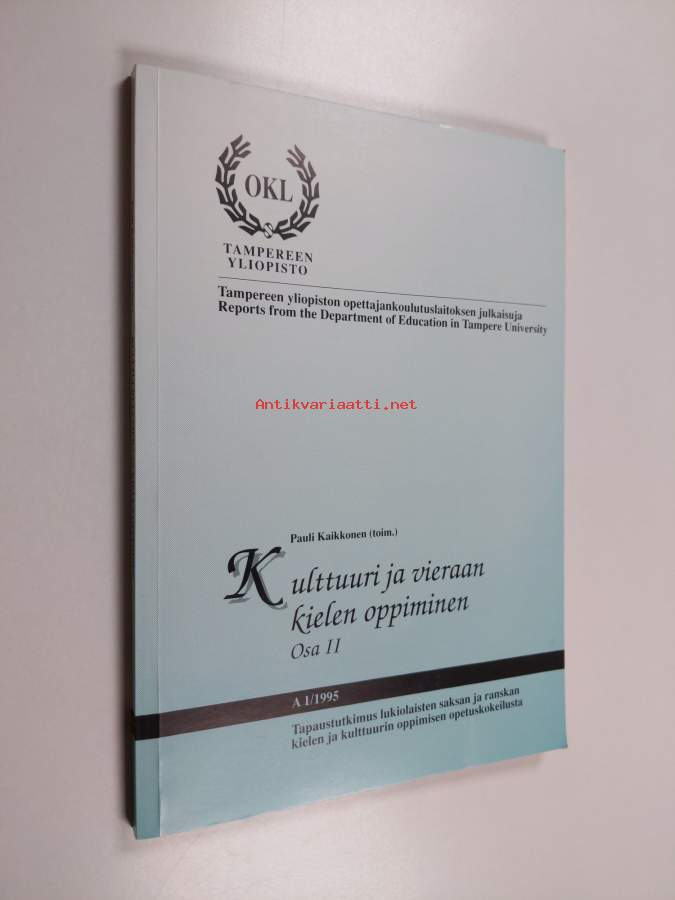 OKL
TAMPEREEN
YLIOPISTO
Tampereen yliopiston opettajankoulutuslaitoksen julkaisuja
Reports from the Department of Education in Tampere University
Antikvariaatti.net
Pauli Kaikkonen (toim.)
Kulttuuri ja vieraan
kielen oppiminen
Osa II
A 1/1995
Tapaustutkimus lukiolaisten saksan ja ranskan
kielen ja kulttuurin oppimisen opetuskokeilusta